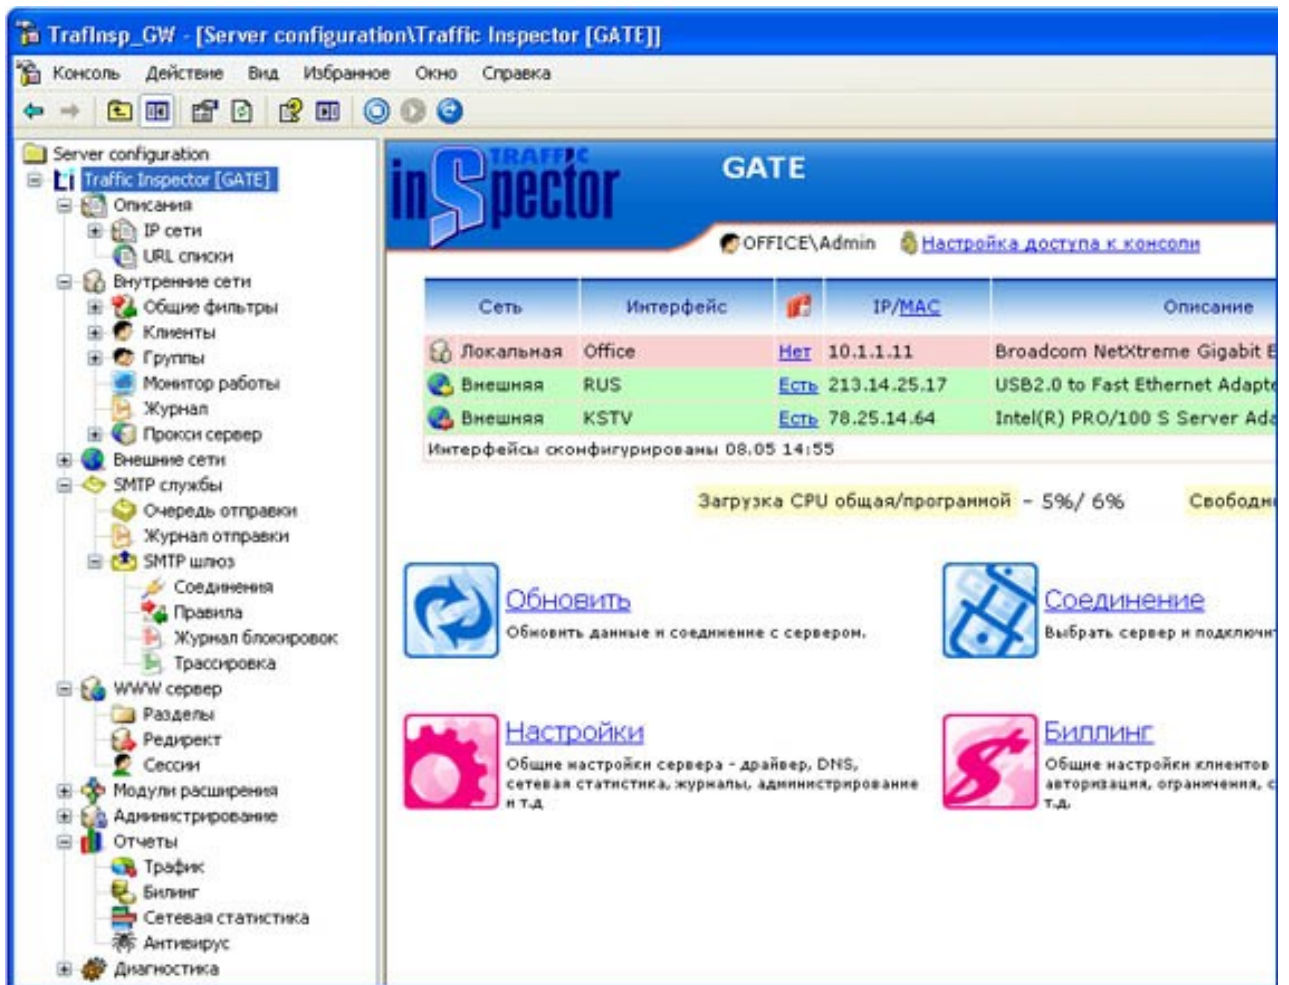 TrafInsp_GW - [Server configuration\Traffic Inspector [GATE]]
Консоль Действие Вид Избранное Окно Справка
Server configuration
Traffic Inspector [GATE]
Описания
IP сети
URL списки
Внутренние сети
Общие фильтры
Клиенты
Группы
Монитор работы
Журнал
Прокси сервер
Внешние сети
SMTP службы
Очередь отправки
Журнал отправки
SMTP шлюз
Соединения
Правила
Журнал блокировок
Трассировка
WWW сервер
Разделы
Редирект
Сессии
Модули расширения
Администрирование
Отчеты
Трафик
Билинг
Сетевая статистика
Антивирус
Диагностика
TRAFFIC
inSpector
GATE
OFFICE\Admin Настройка доступа к консоли
Сеть Интерфейс IP/MAC Описание
Локальная Office Нет 10.1.1.11 Broadcom NetXtreme Gigabit E
Внешняя RUS Есть 213.14.25.17 USB2.0 to Fast Ethernet Adapte
Внешняя KSTV Есть 78.25.14.64 Intel(R) PRO/100 S Server Ada
Интерфейсы сконфигурированы 08.05 14:55
Загрузка CPU общая/программой - 5%/ 6% Свободн
Обновить
Обновить данные и соединение с сервером.
Соединение
Выбрать сервер и подключит
Настройки
Общие настройки сервера - драйвер, DNS,
сетевая статистика, журналы, администрирование
и т.д
Биллинг
Общие настройки клиентов
авторизация, ограничения, с
т.д.